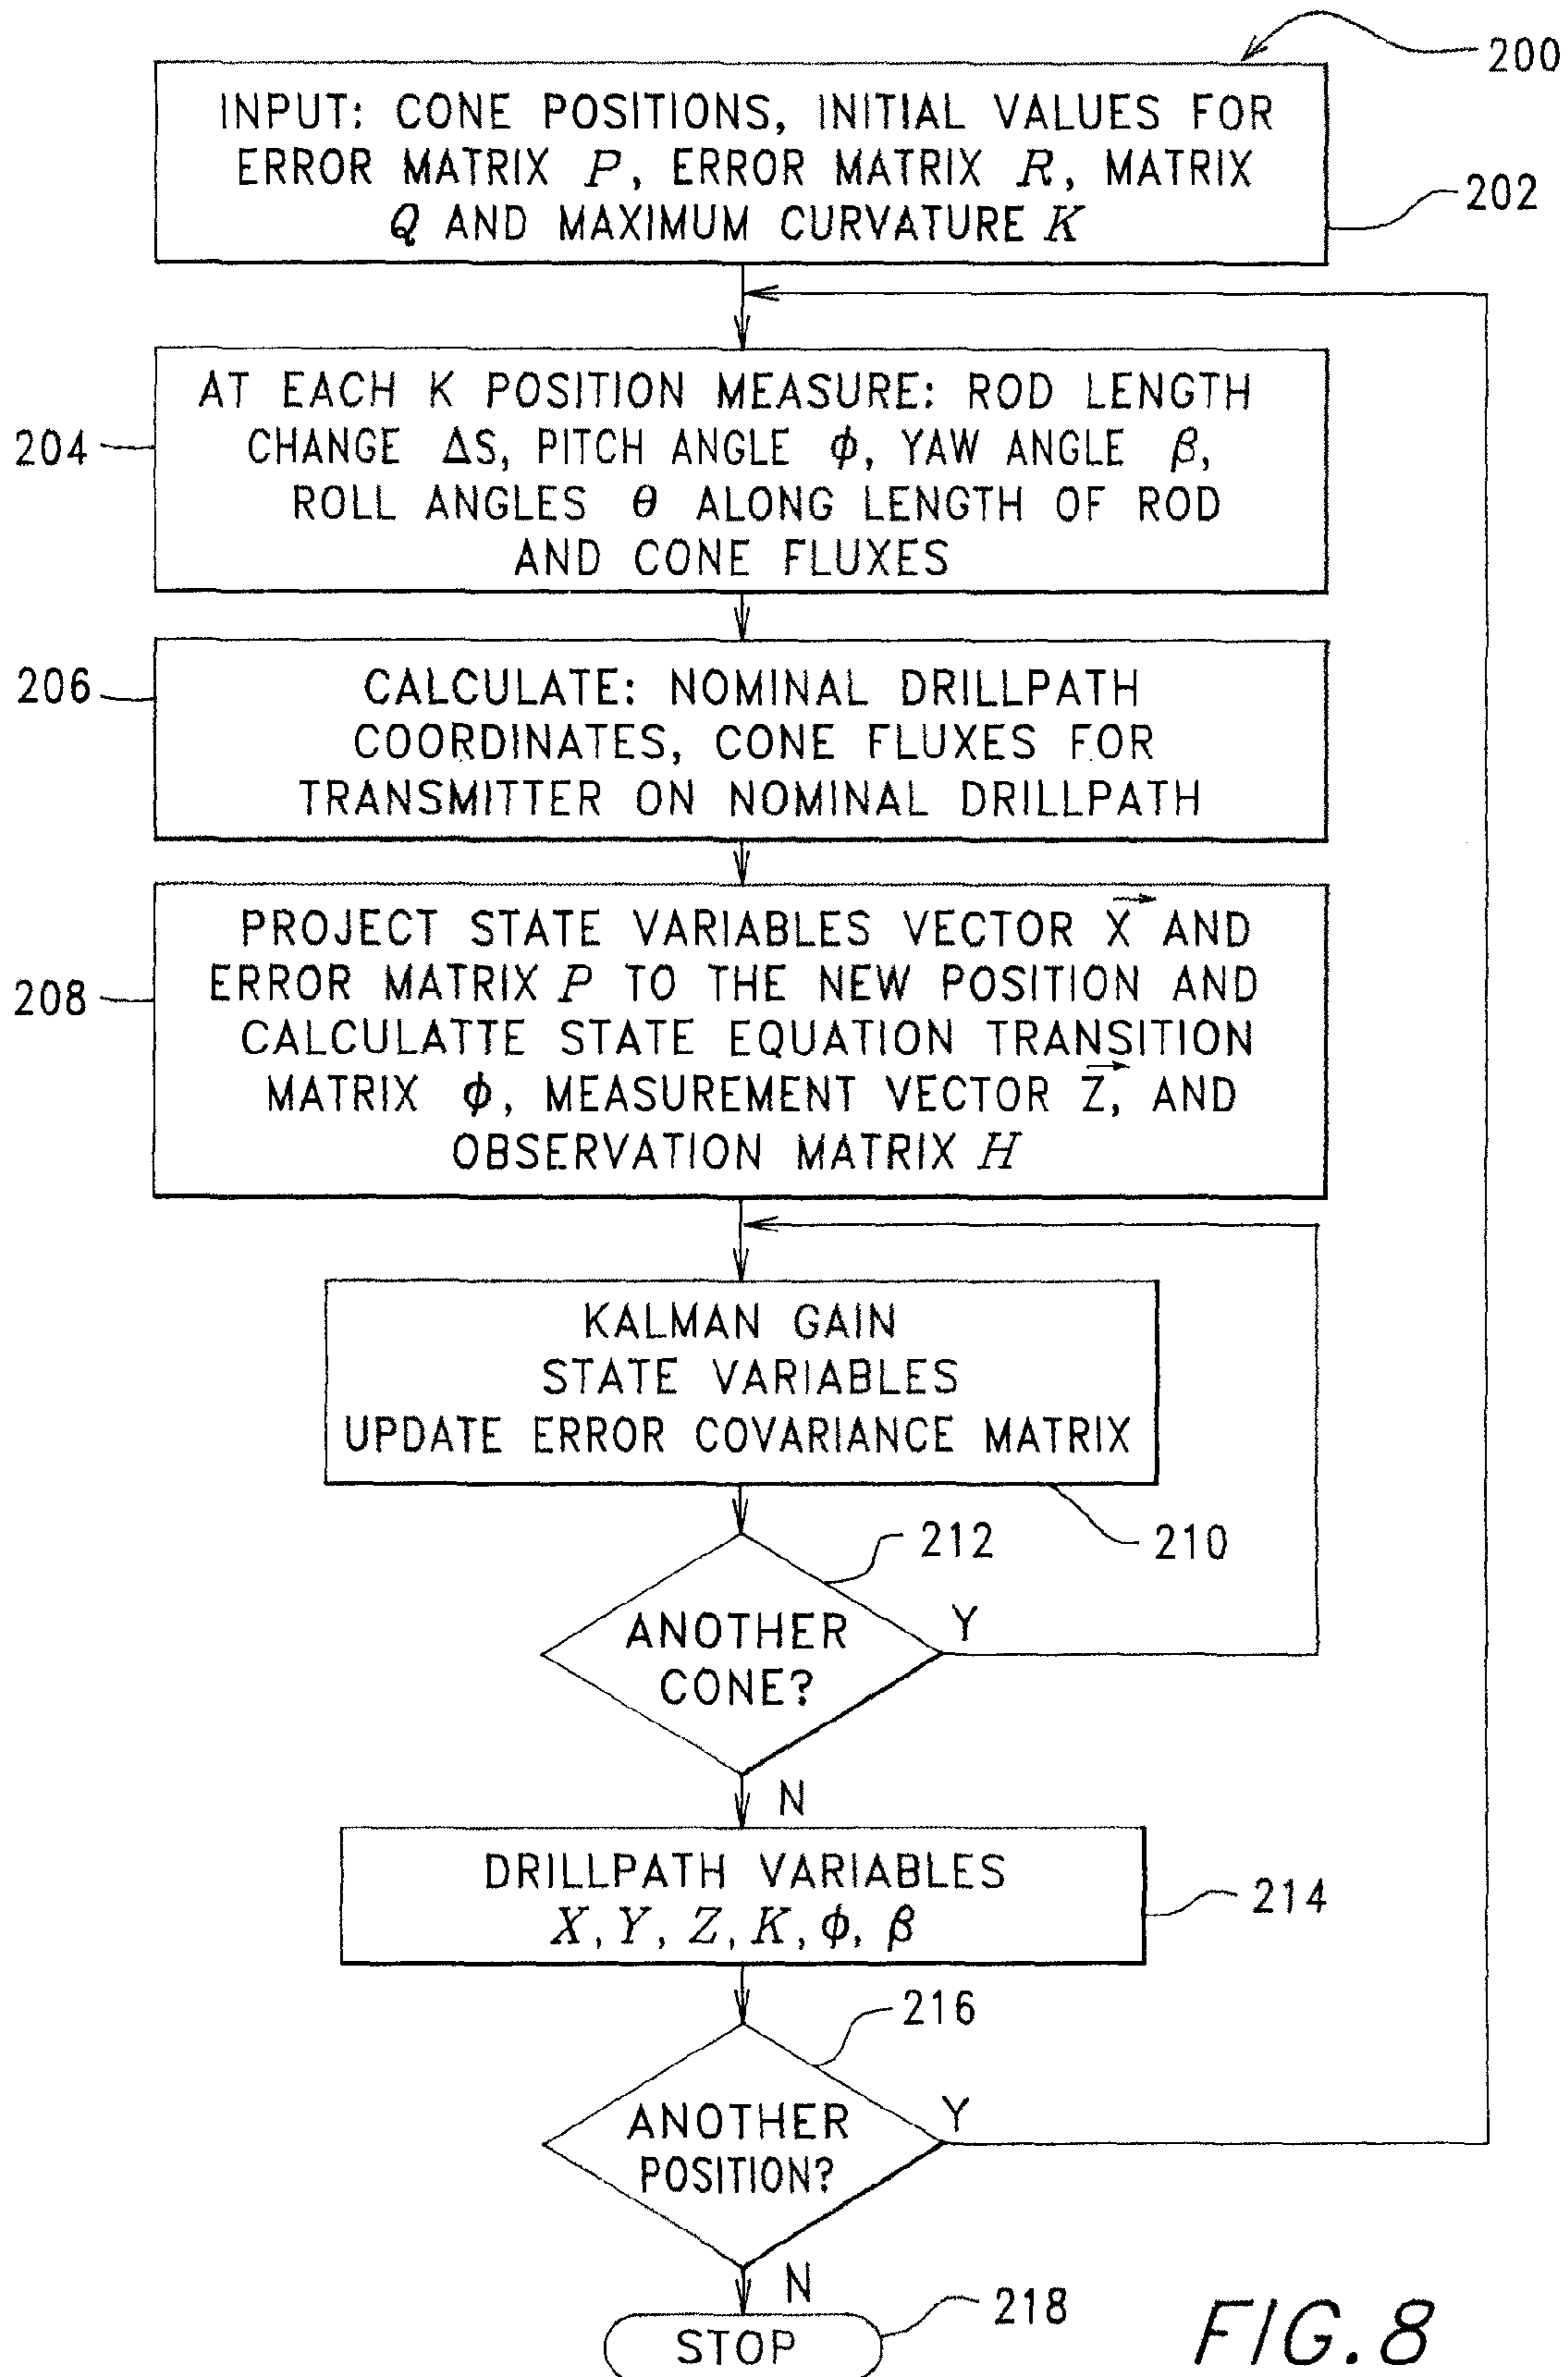 200
INPUT: CONE POSITIONS, INITIAL VALUES FOR
ERROR MATRIX P, ERROR MATRIX R, MATRIX
Q AND MAXIMUM CURVATURE K
202
AT EACH K POSITION MEASURE: ROD LENGTH
CHANGE ΔS, PITCH ANGLE ϕ, YAW ANGLE β,
ROLL ANGLES θ ALONG LENGTH OF ROD
AND CONE FLUXES
204
CALCULATE: NOMINAL DRILLPATH
COORDINATES, CONE FLUXES FOR
TRANSMITTER ON NOMINAL DRILLPATH
206
PROJECT STATE VARIABLES VECTOR X⃗ AND
ERROR MATRIX P TO THE NEW POSITION AND
CALCULATTE STATE EQUATION TRANSITION
MATRIX ϕ, MEASUREMENT VECTOR Z⃗, AND
OBSERVATION MATRIX H
208
KALMAN GAIN
STATE VARIABLES
UPDATE ERROR COVARIANCE MATRIX
210
212
ANOTHER
CONE?
Y
N
DRILLPATH VARIABLES
X, Y, Z, K, ϕ, β
214
216
ANOTHER
POSITION?
Y
N
STOP
218
FIG. 8